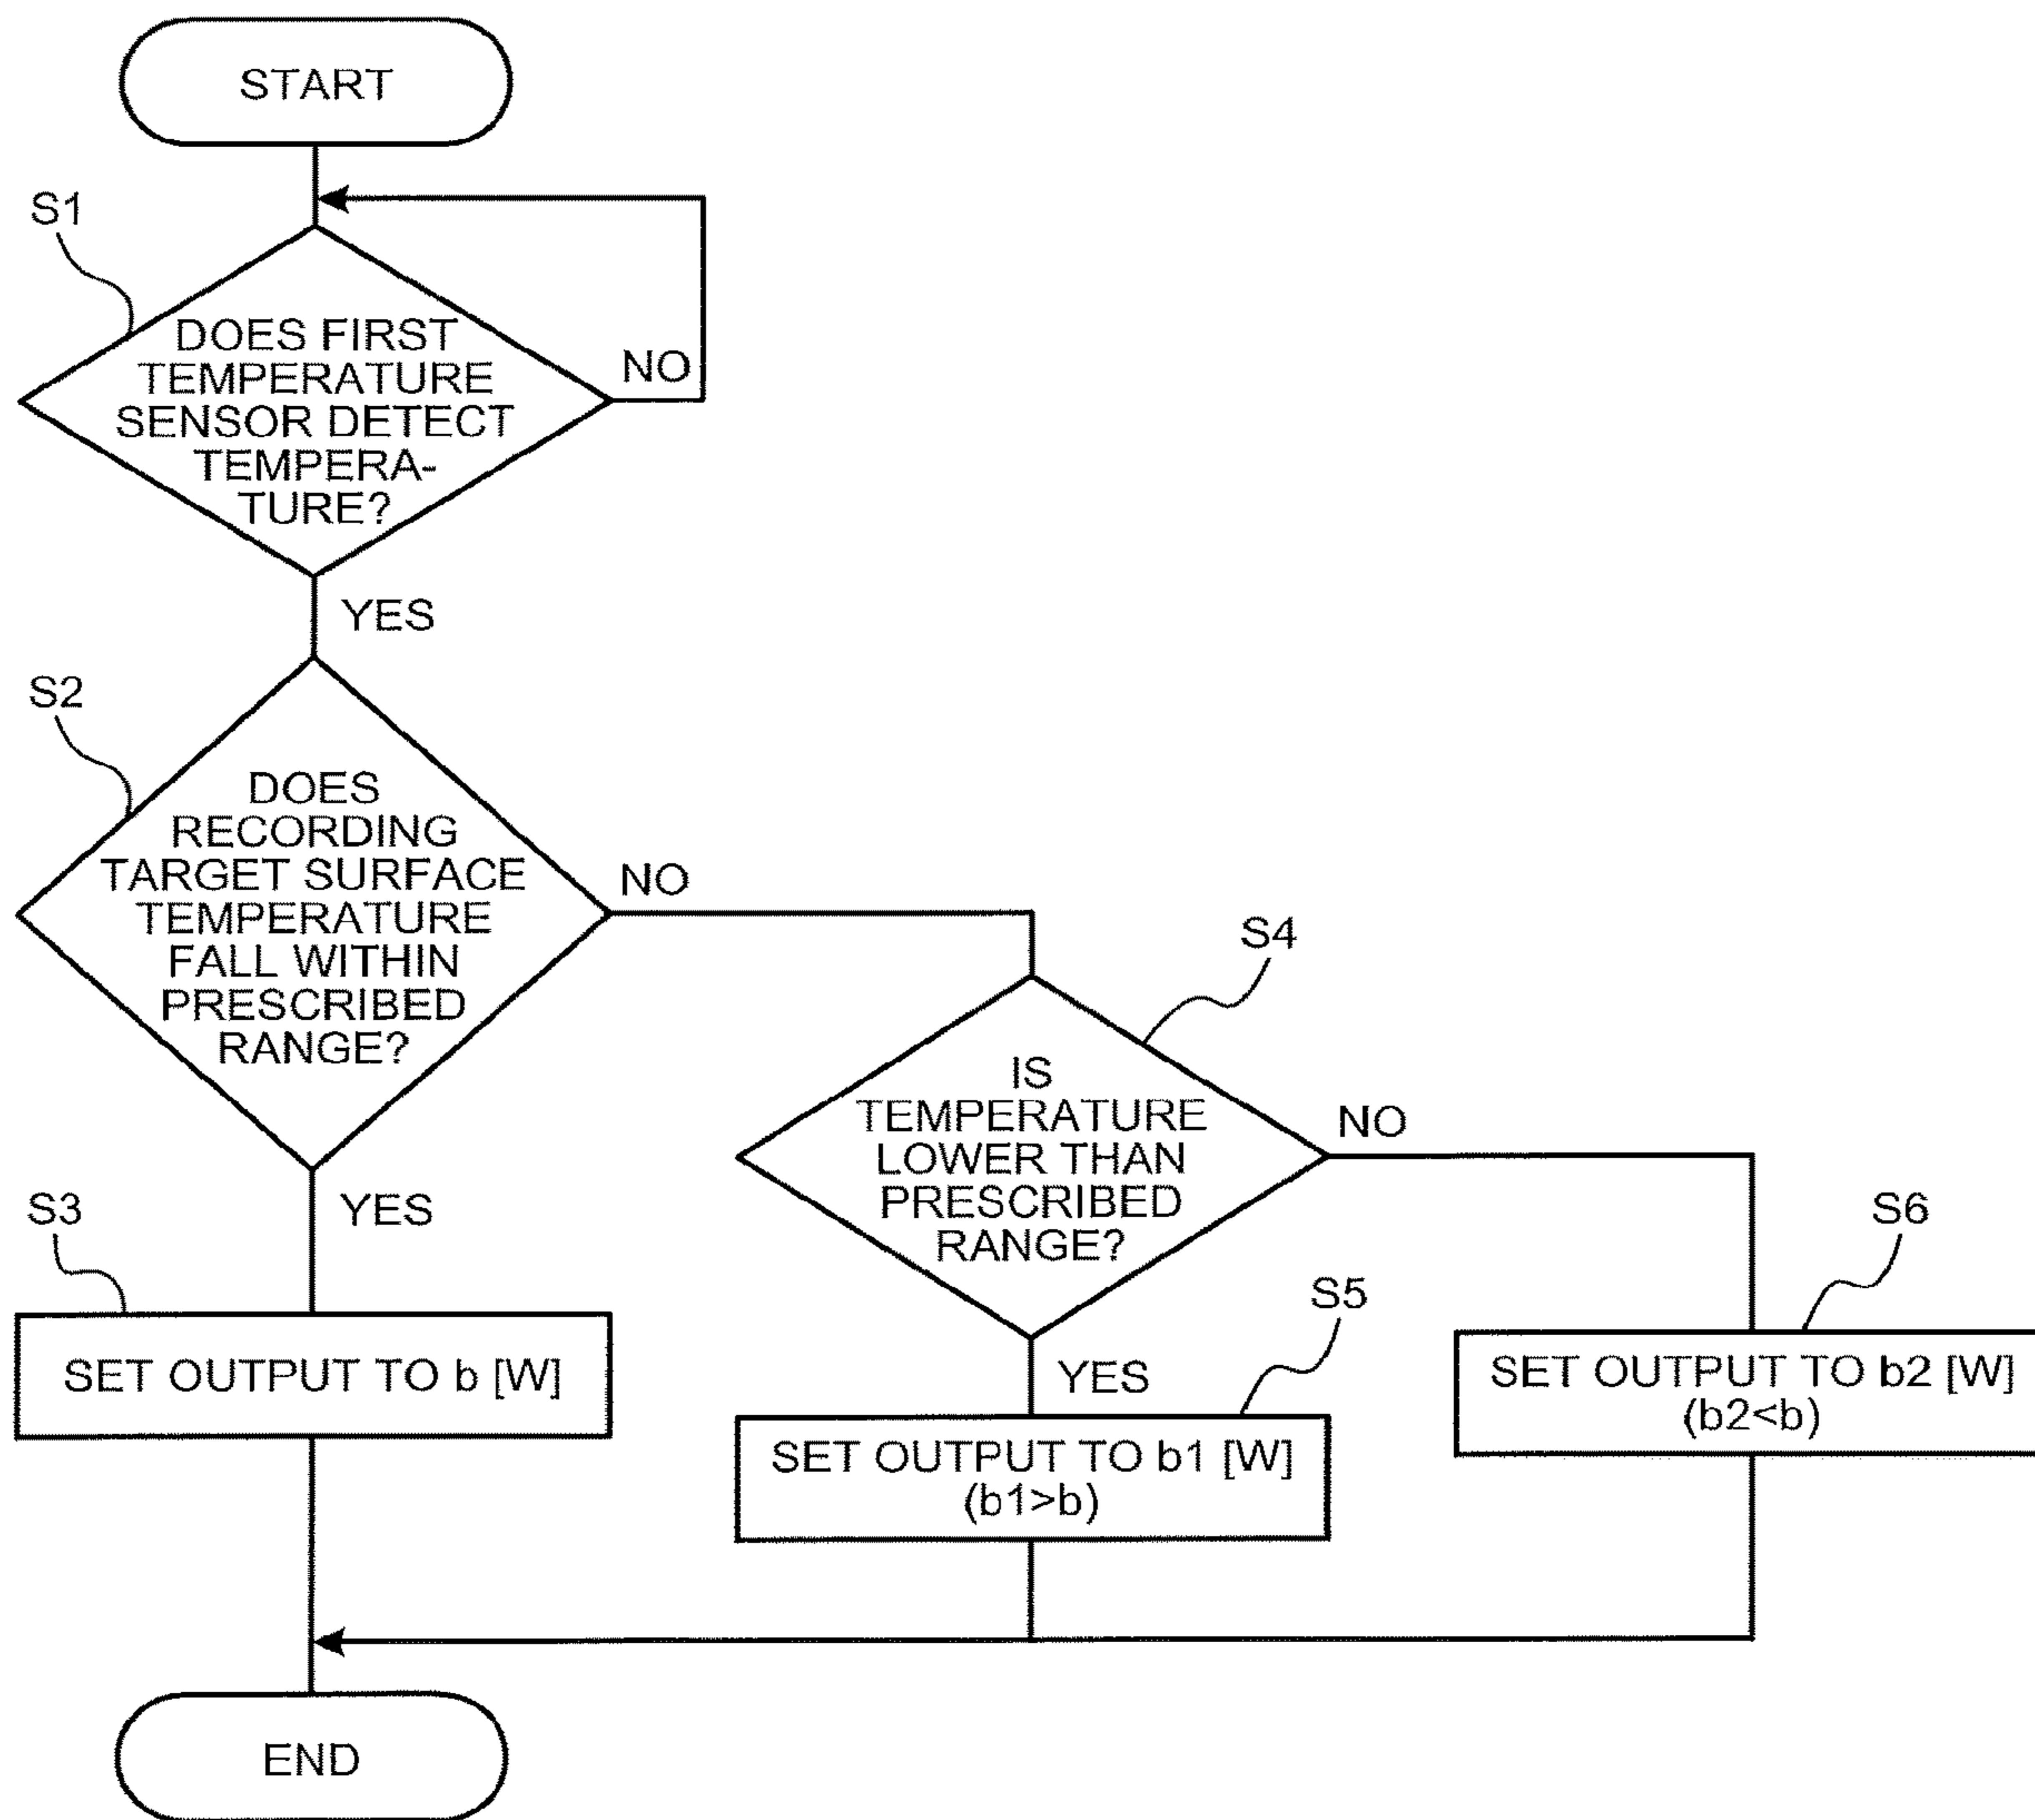 START
S1
DOES FIRST
TEMPERATURE
SENSOR DETECT
TEMPERA-
TURE?
NO
YES
S2
DOES
RECORDING
TARGET SURFACE
TEMPERATURE
FALL WITHIN
PRESCRIBED
RANGE?
NO
YES
S4
IS
TEMPERATURE
LOWER THAN
PRESCRIBED
RANGE?
NO
YES
S3
SET OUTPUT TO b [W]
S5
SET OUTPUT TO b1 [W]
(b1>b)
S6
SET OUTPUT TO b2 [W]
(b2<b)
END